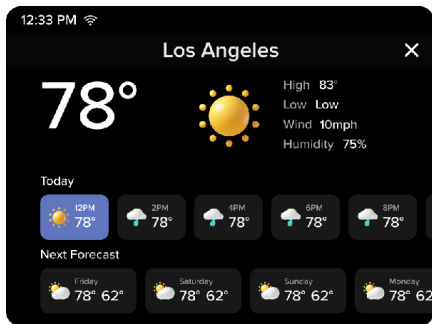 12:33 PM
Los Angeles
78°
High 83°
Low Low
Wind 10mph
Humidity 75%
Today
12PM 2PM 4PM 6PM 8PM
78° 78° 78° 78° 78°
Next Forecast
Friday Saturday Sunday Monday
78° 62° 78° 62° 78° 62° 78° 62